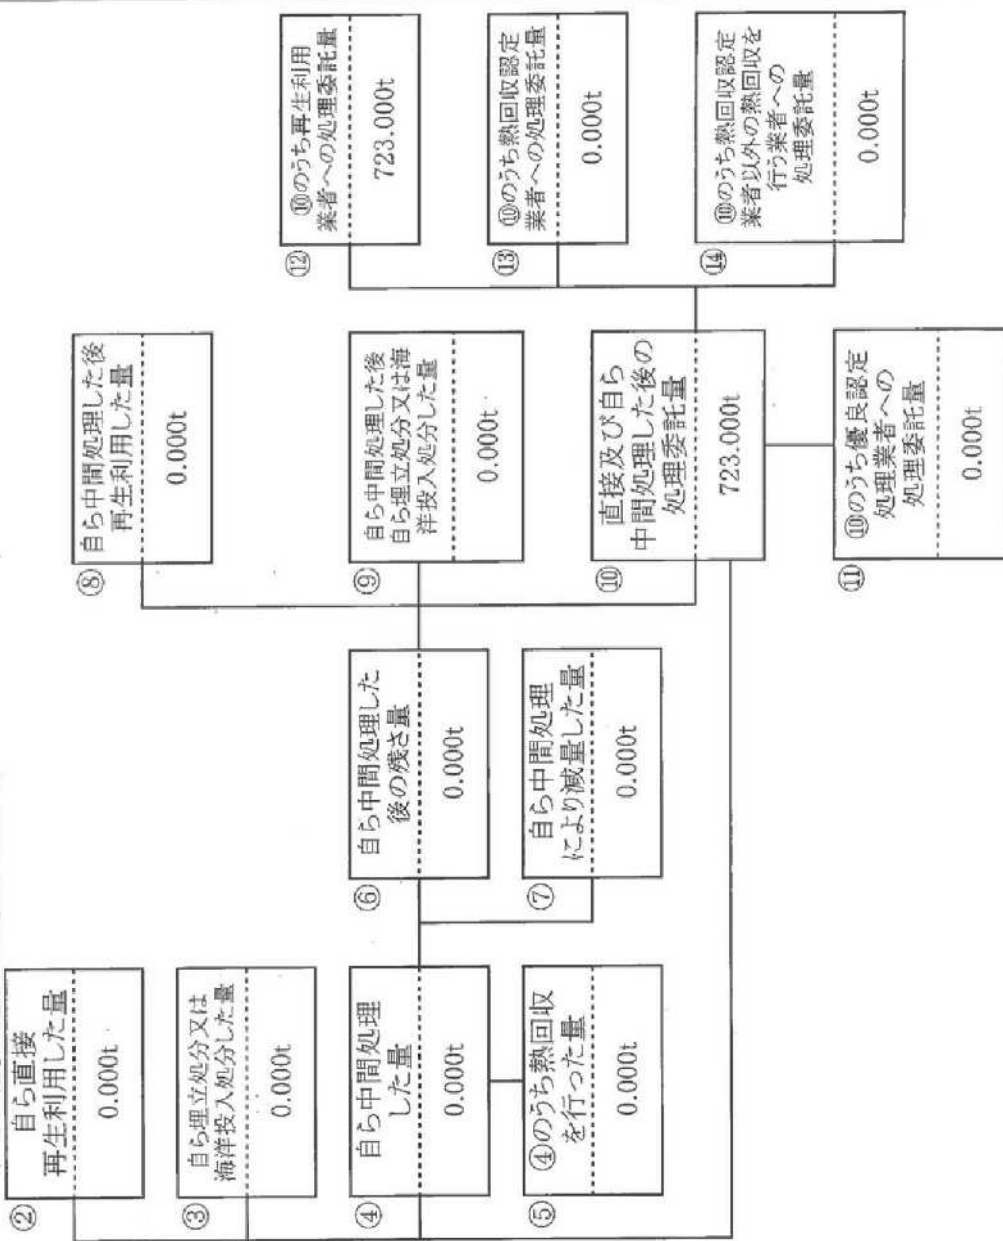 ②
自ら直接
再生利用した量
0.000t
③
自ら埋立処分又は
海洋投入処分した量
0.000t
④
自ら中間処理
した量
0.000t
⑤
④のうち熱回収
を行った量
0.000t
⑥
自ら中間処理した
後の残さ量
0.000t
⑦
自ら中間処理
により減量した量
0.000t
⑧
自ら中間処理した後
再生利用した量
0.000t
⑨
自ら中間処理した後
自ら埋立処分又は海
洋投入処分した量
0.000t
⑩
直接及び自ら
中間処理した後の
処理委託量
723.000t
⑪
⑩のうち優良認定
処理業者への
処理委託量
0.000t
⑫
⑩のうち再生利用
業者への処理委託量
723.000t
⑬
⑩のうち熱回収認定
業者への処理委託量
0.000t
⑭
⑩のうち熱回収認定
業者以外の熱回収を
行う業者への
処理委託量
0.000t